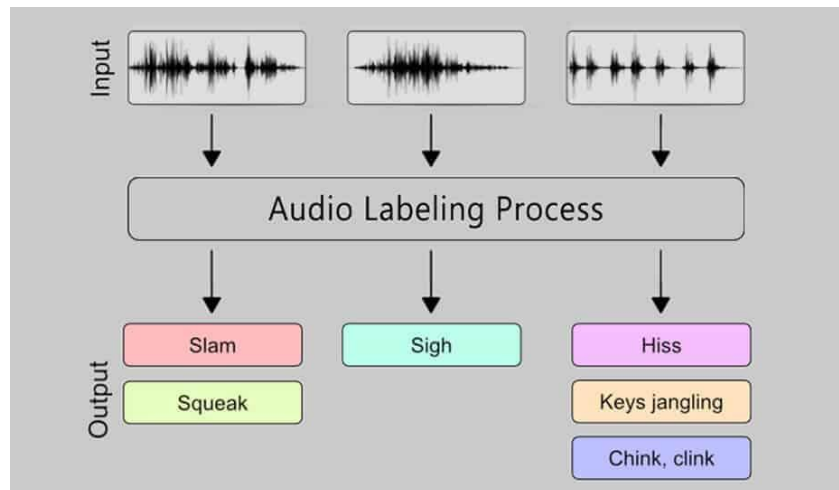 Input
Audio Labeling Process
Output
Slam
Sigh
Hiss
Squeak
Keys jangling
Chink, clink